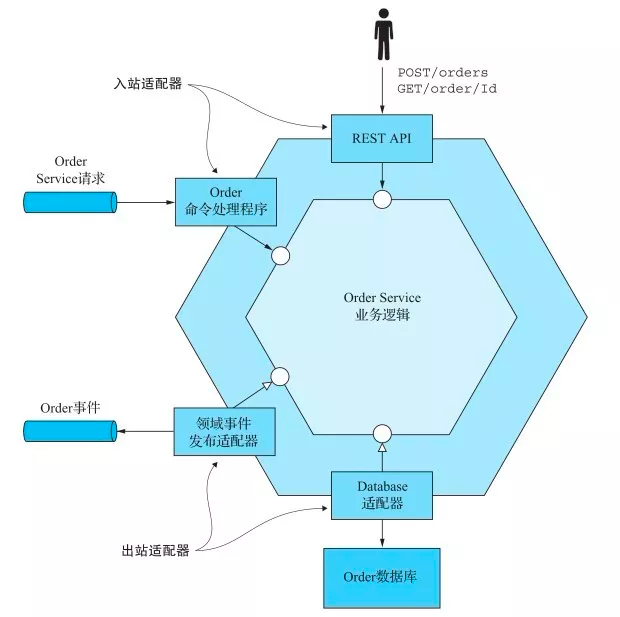 POST/orders
GET/order/Id
入站适配器
REST API
Order
Service请求
Order
命令处理程序
Order Service
业务逻辑
Order事件
领域事件
发布适配器
Database
适配器
出站适配器
Order数据库